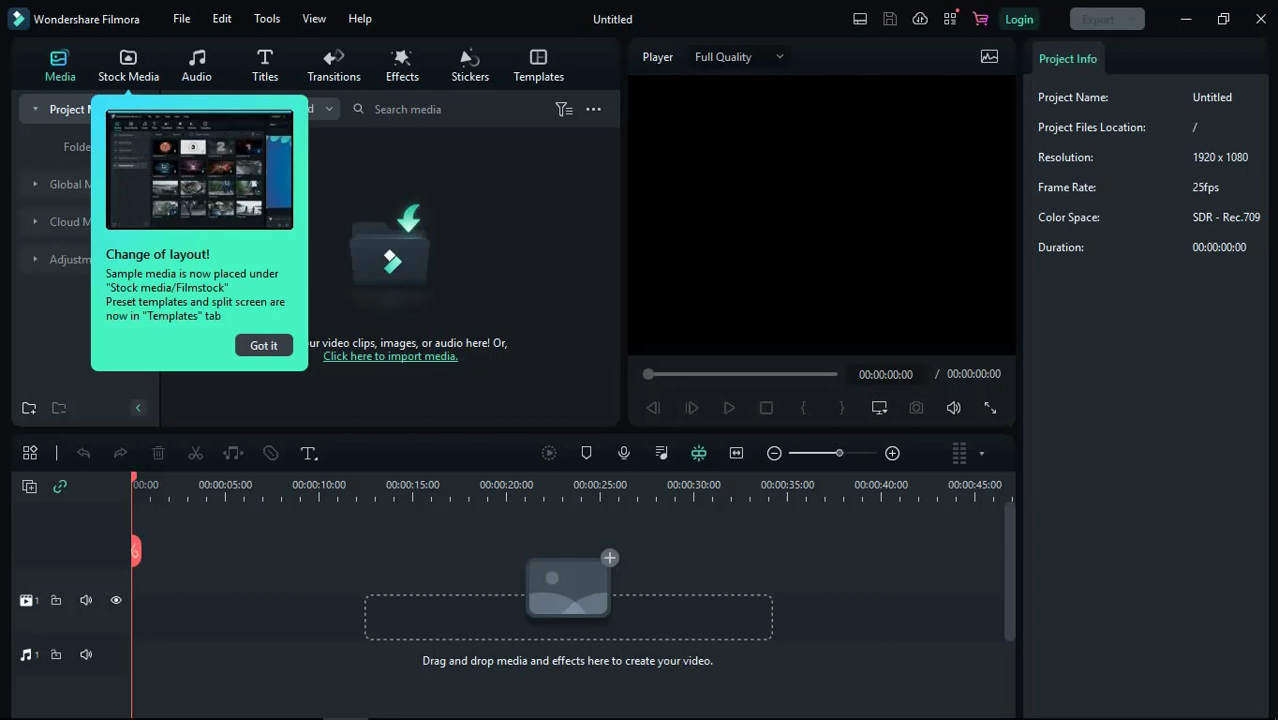 Wondershare Filmora
File
Edit
Tools
View
Help
Untitled
Login
Export
Media
Stock Media
Audio
Titles
Transitions
Effects
Stickers
Templates
Player
Full Quality
Project Info
Project M
Folde
Global M
Cloud M
Adjustm
d
Search media
Change of layout!
Sample media is now placed under
"Stock media/Filmstock"
Preset templates and split screen are
now in "Templates" tab
Got it
ur video clips, images, or audio here! Or,
Click here to import media.
Project Name: Untitled
Project Files Location: /
Resolution: 1920 x 1080
Frame Rate: 25fps
Color Space: SDR - Rec.709
Duration: 00:00:00:00
00:00:00:00 / 00:00:00:00
00:00 00:00:05:00 00:00:10:00 00:00:15:00 00:00:20:00 00:00:25:00 00:00:30:00 00:00:35:00 00:00:40:00 00:00:45:00
1
1
Drag and drop media and effects here to create your video.